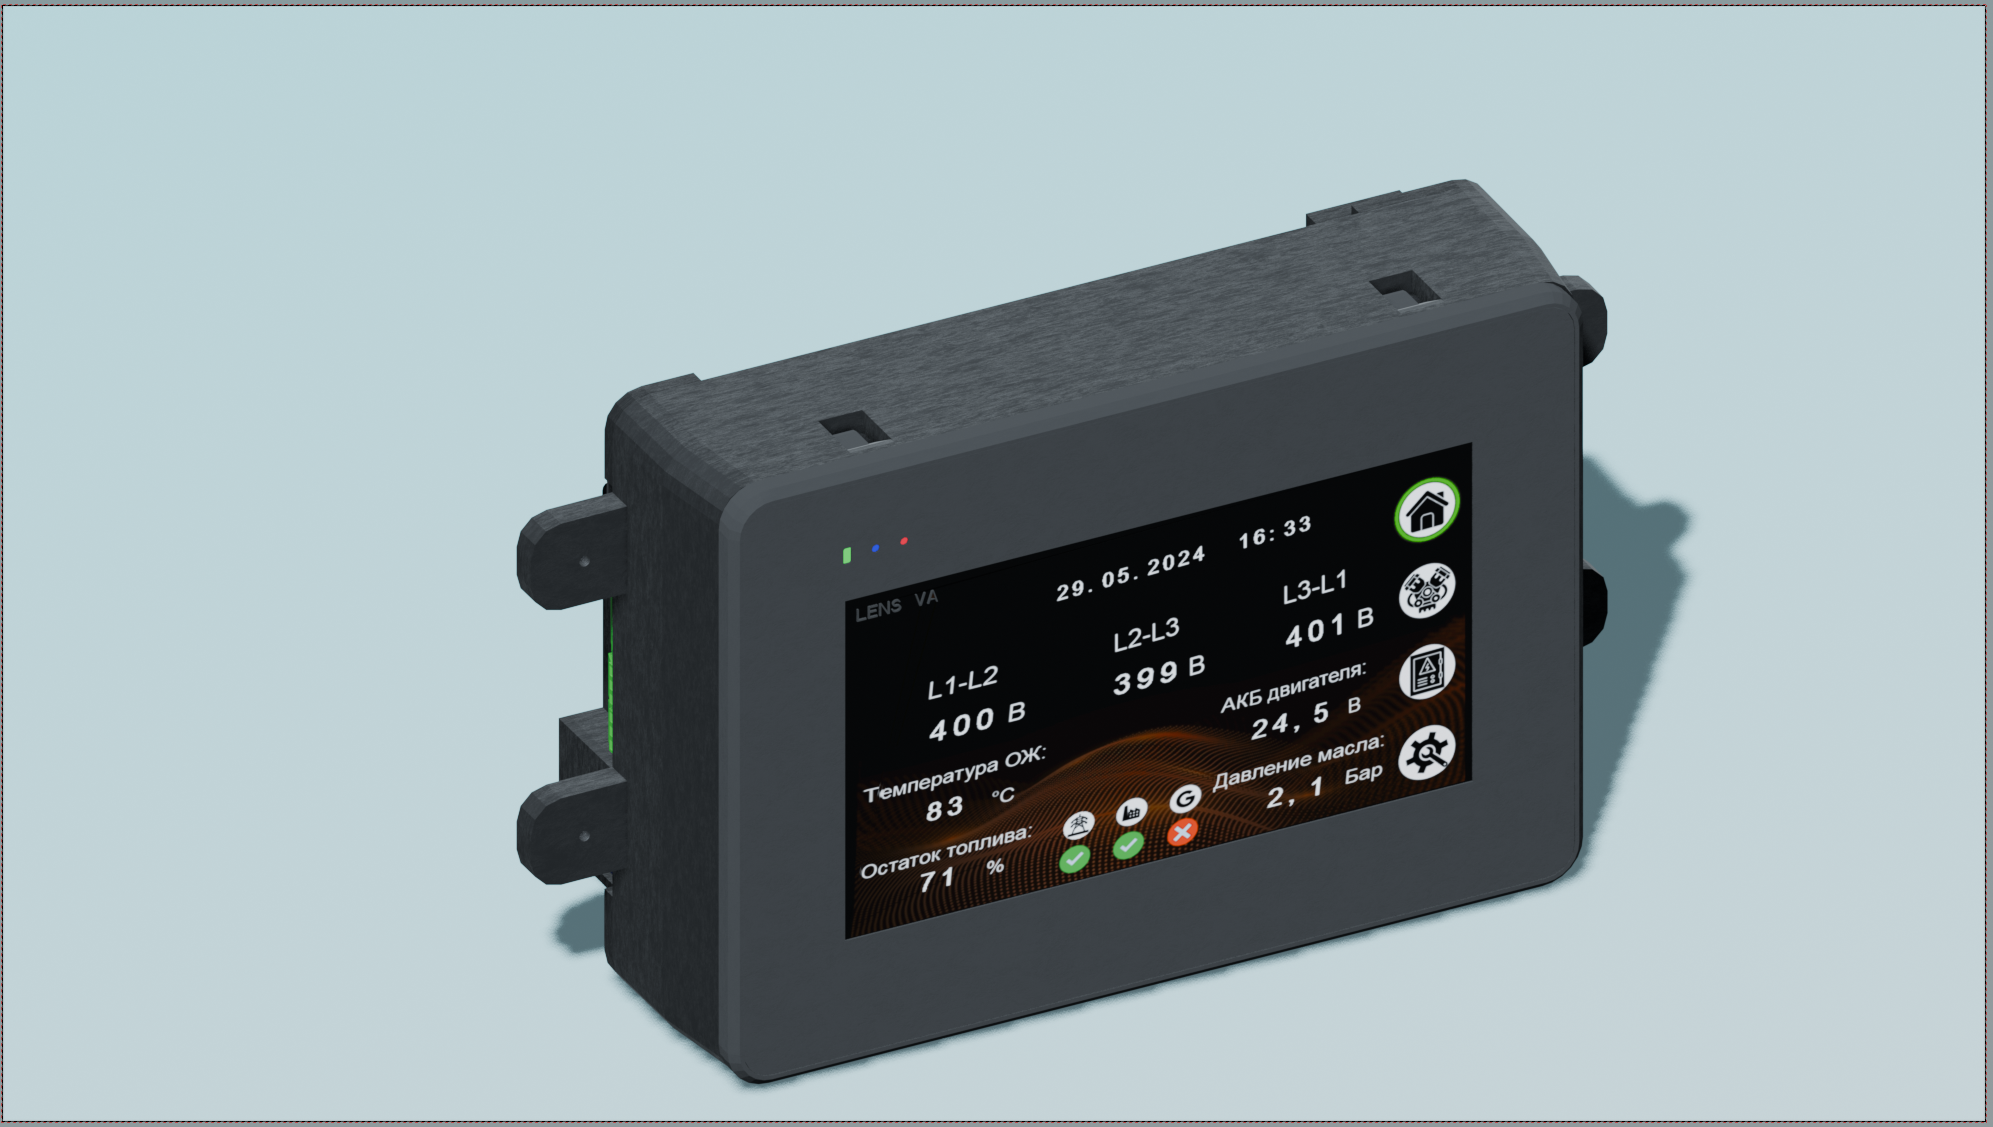 29. 05. 2024 16: 33
LENS VA
L1-L2
L2-L3
L3-L1
400 В
399 В
401 В
Температура ОЖ:
83 °C
АКБ двигателя:
24, 5 В
Остаток топлива:
71 %
G
Давление масла:
2, 1 Бар